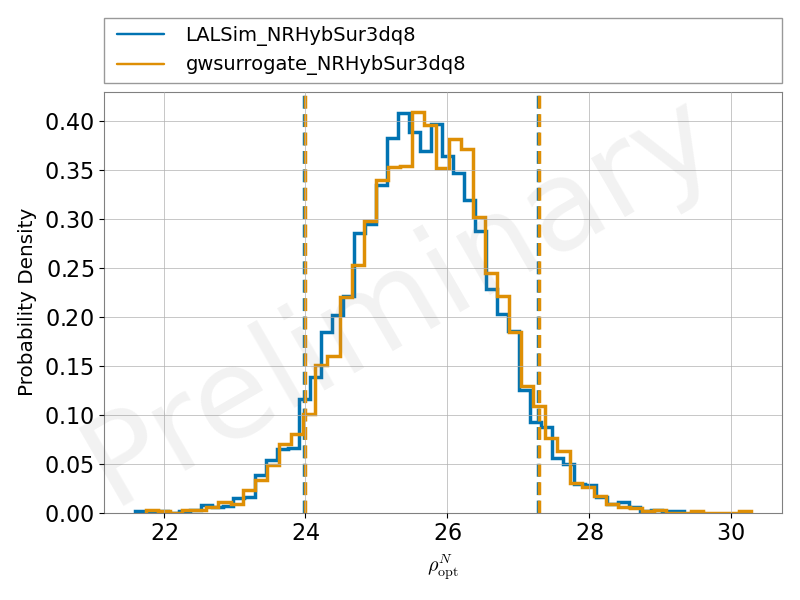 LALSim_NRHybSur3dq8
gwsurrogate_NRHybSur3dq8
0.40
0.35
0.30
0.25
0.20
0.15
0.10
0.05
0.00
Probability Density
Preliminary
22 24 26 28 30
ρ_opt^N